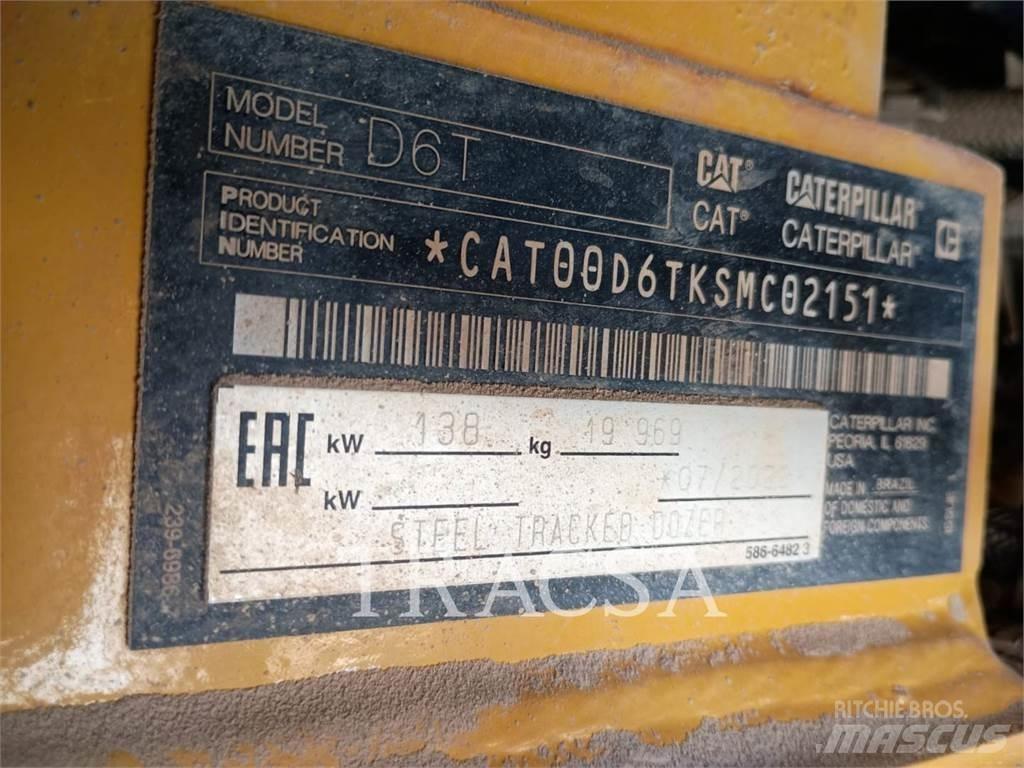 MODEL
NUMBER D6T
CAT® CATERPILLAR
CAT® CATERPILLAR®
PRODUCT
IDENTIFICATION
NUMBER
*CAT00D6TKSMC02151*
EAC kW 138 kg 19 969
kW
STEEL TRACKED DOZER
586-6482 3
CATERPILLAR INC.
PEORIA, IL 61629
USA
MADE IN BRAZIL
OF DOMESTIC AND
FOREIGN COMPONENTS
TRACSA
RITCHIE BROS.
MASCUS